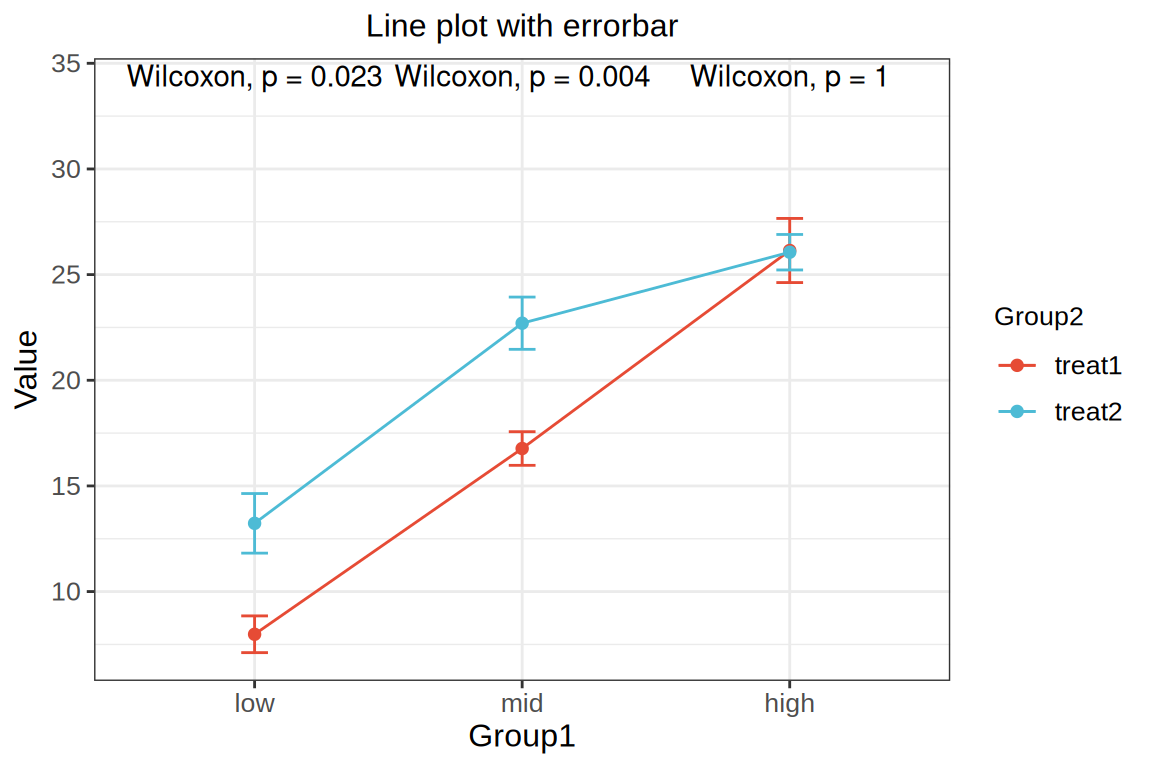 Line plot with errorbar
Wilcoxon, p = 0.023 Wilcoxon, p = 0.004 Wilcoxon, p = 1
35
30
25
20
15
10
Value
low mid high
Group1
Group2
treat1
treat2